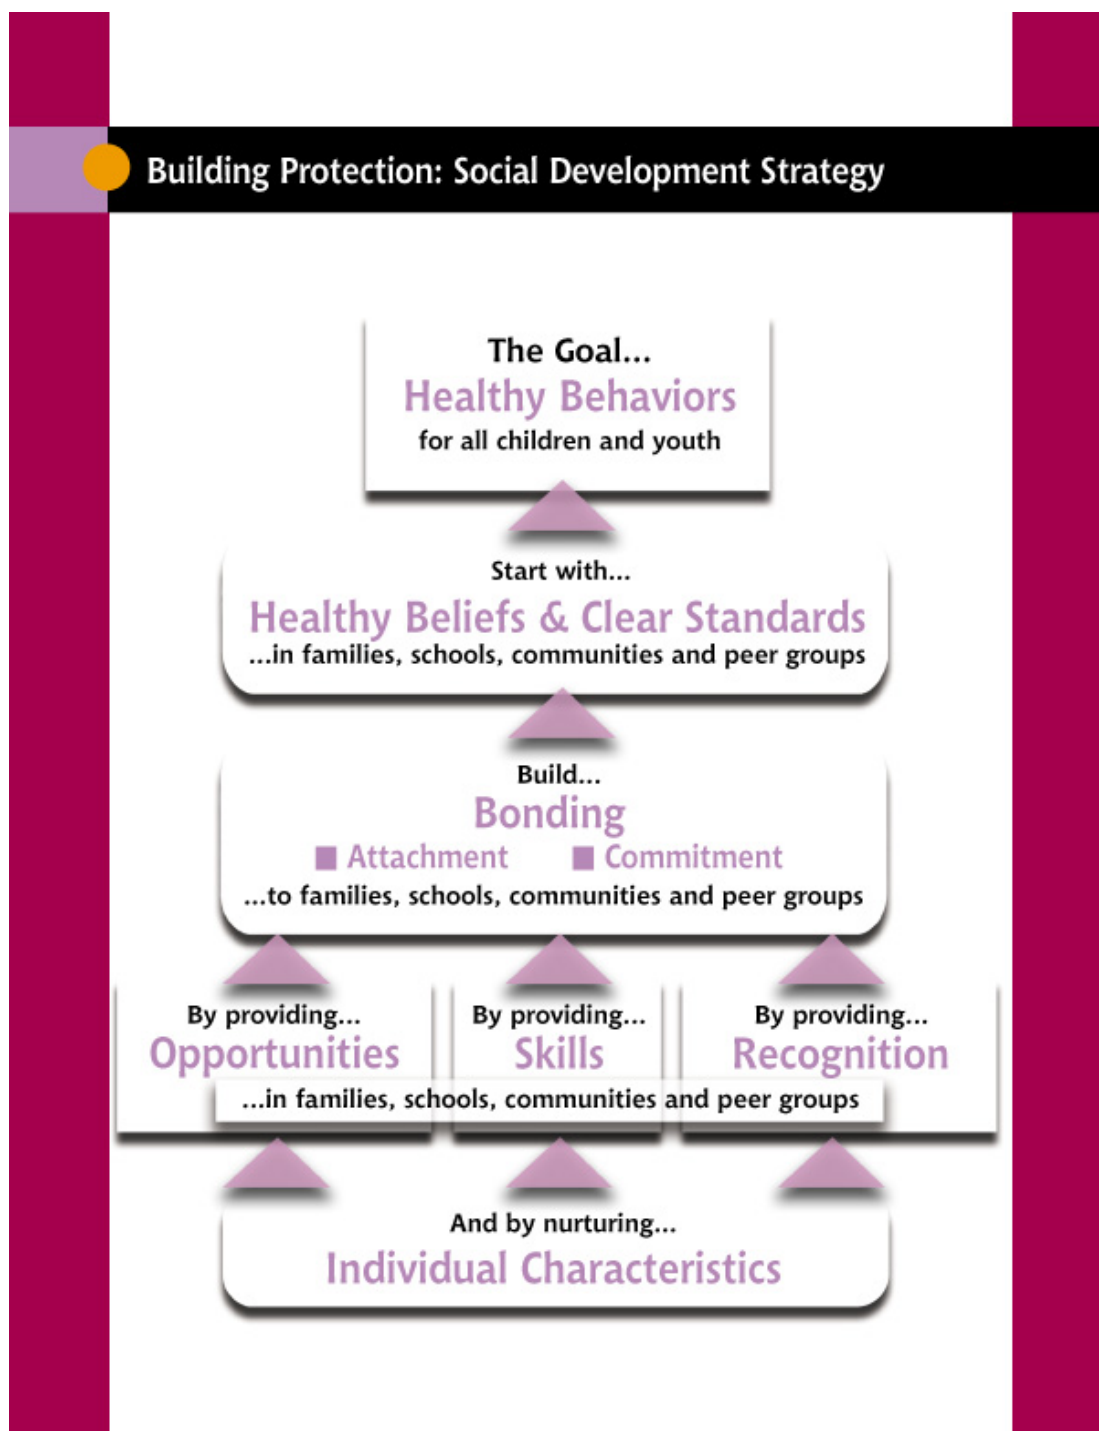 Building Protection: Social Development Strategy
The Goal...
Healthy Behaviors
for all children and youth
Start with...
Healthy Beliefs & Clear Standards
...in families, schools, communities and peer groups
Build...
Bonding
Attachment
Commitment
...to families, schools, communities and peer groups
By providing...
Opportunities
By providing...
Skills
By providing...
Recognition
...in families, schools, communities and peer groups
And by nurturing...
Individual Characteristics